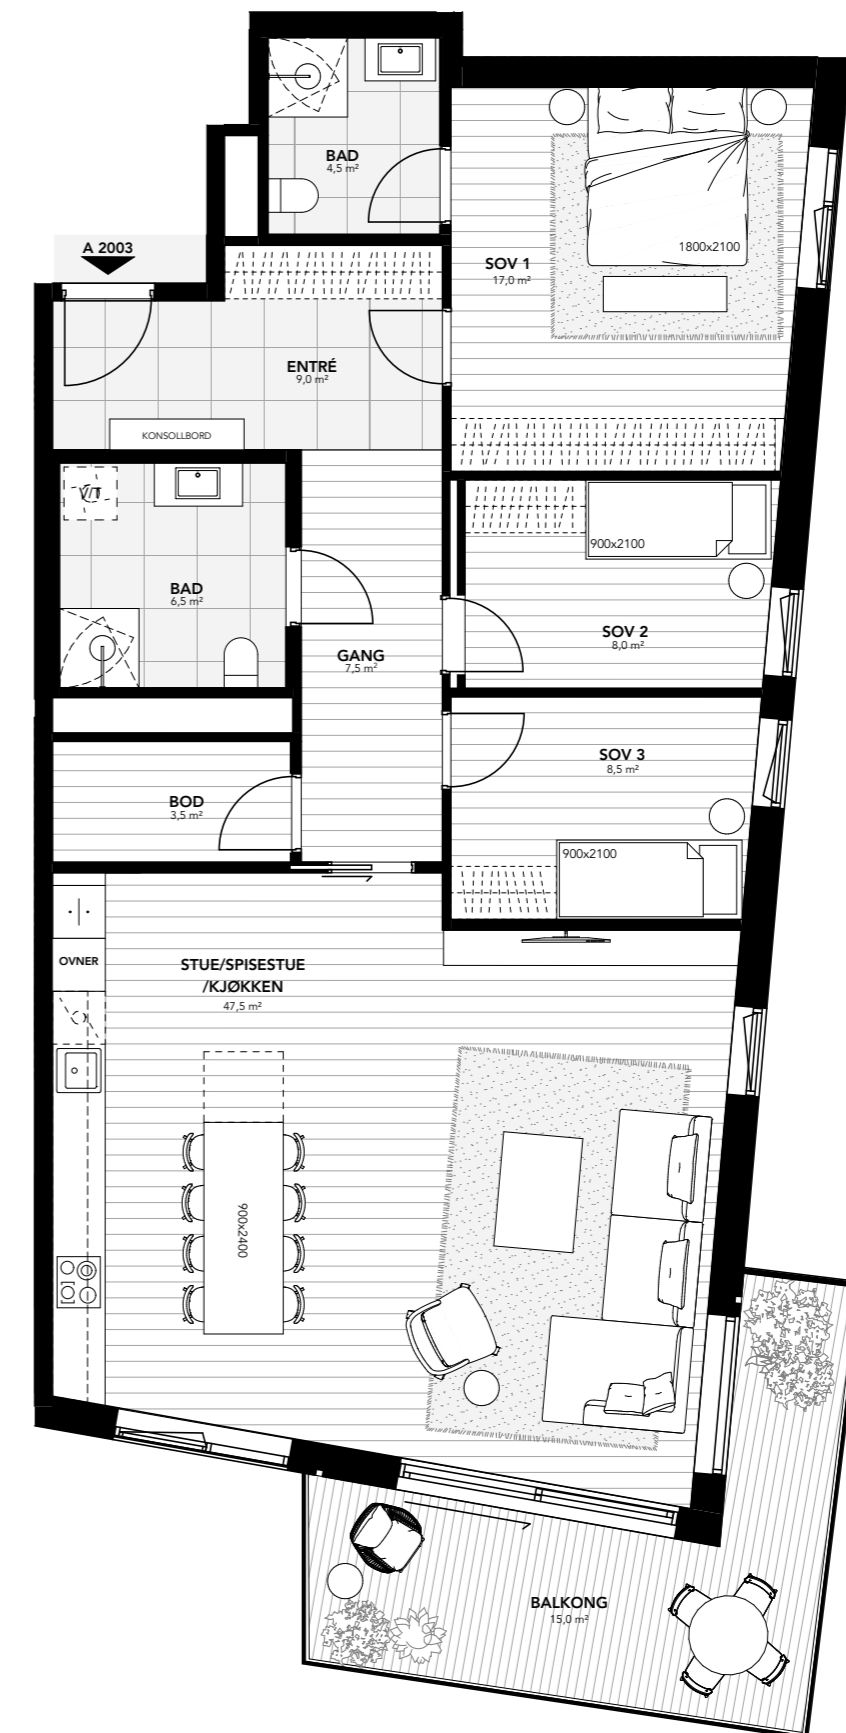 BAD
4,5 m²
A 2003
SOV 1
17,0 m²
1800x2100
ENTRÉ
9,0 m²
KONSOLLBORD
V/T
BAD
6,5 m²
900x2100
SOV 2
8,0 m²
GANG
7,5 m²
SOV 3
8,5 m²
BOD
3,5 m²
900x2100
OVNER
STUE/SPISESTUE
/KJØKKEN
47,5 m²
900x2400
BALKONG
15,0 m²